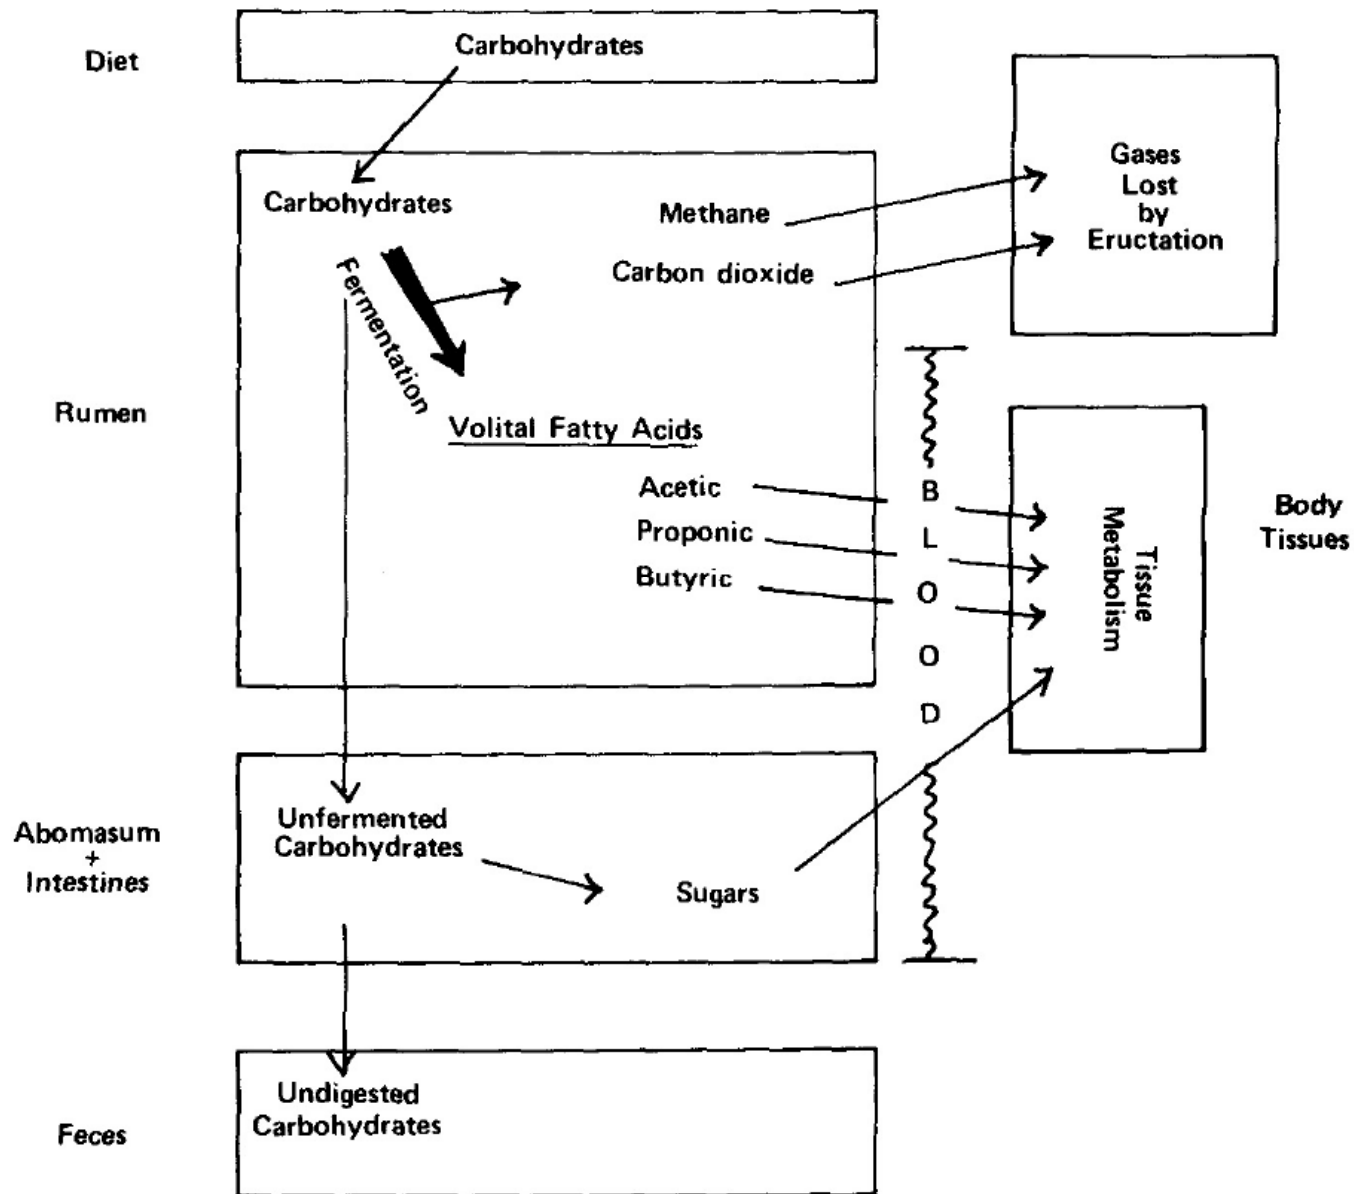 Diet
Carbohydrates
Carbohydrates
Methane
Carbon dioxide
Gases
Lost
by
Eructation
Fermentation
Rumen
Volital Fatty Acids
Acetic
Proponic
Butyric
BLOOD
Tissue
Metabolism
Body
Tissues
Abomasum
+
Intestines
Unfermented
Carbohydrates
Sugars
Feces
Undigested
Carbohydrates